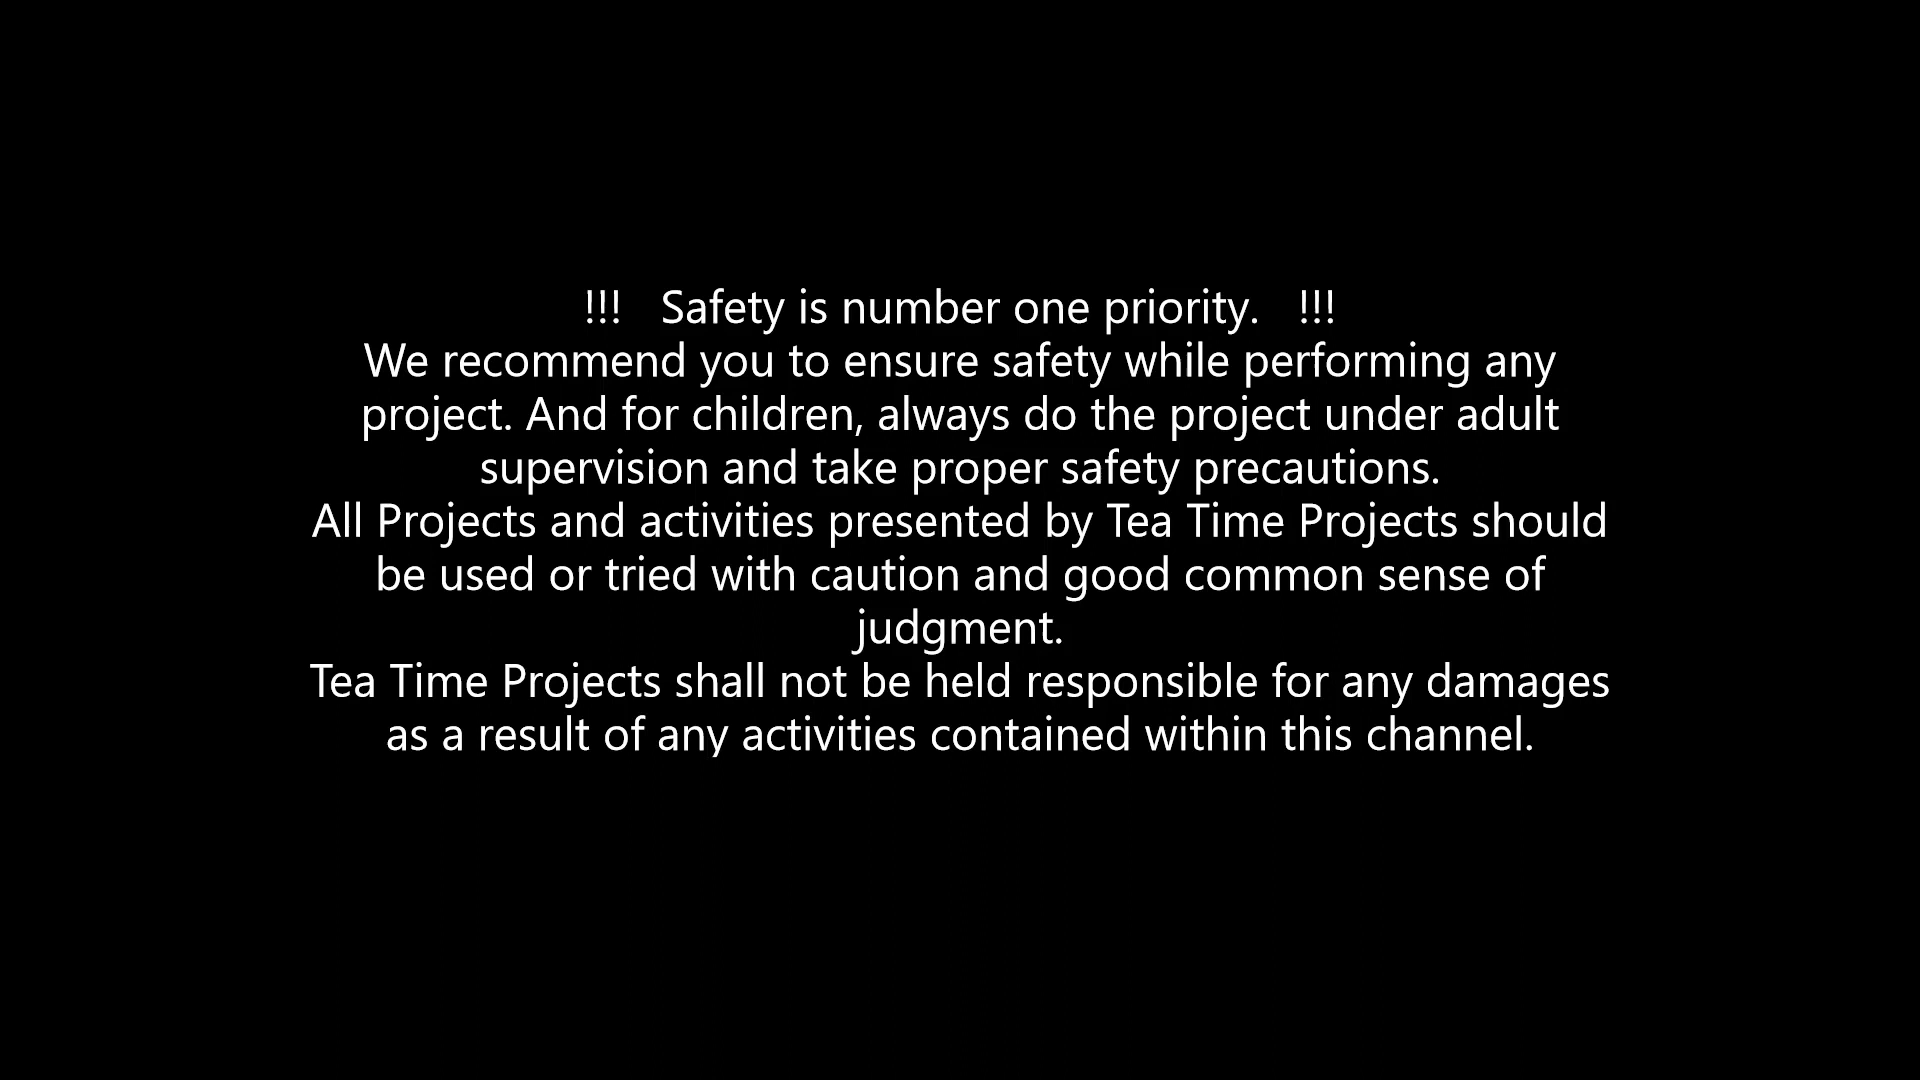 !!!   Safety is number one priority.   !!!
We recommend you to ensure safety while performing any
project. And for children, always do the project under adult
supervision and take proper safety precautions.
All Projects and activities presented by Tea Time Projects should
be used or tried with caution and good common sense of
judgment.
Tea Time Projects shall not be held responsible for any damages
as a result of any activities contained within this channel.